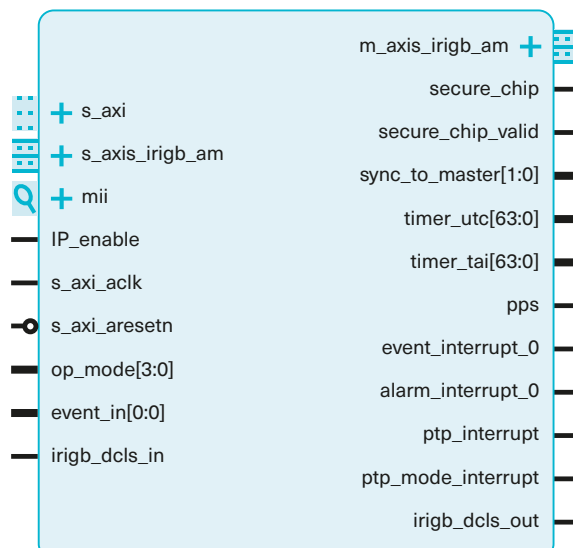 m_axis_irigb_am
secure_chip
s_axi
secure_chip_valid
s_axis_irigb_am
sync_to_master[1:0]
mii
timer_utc[63:0]
IP_enable
timer_tai[63:0]
s_axi_aclk
pps
s_axi_aresetn
event_interrupt_0
op_mode[3:0]
alarm_interrupt_0
event_in[0:0]
ptp_interrupt
irigb_dcls_in
ptp_mode_interrupt
irigb_dcls_out